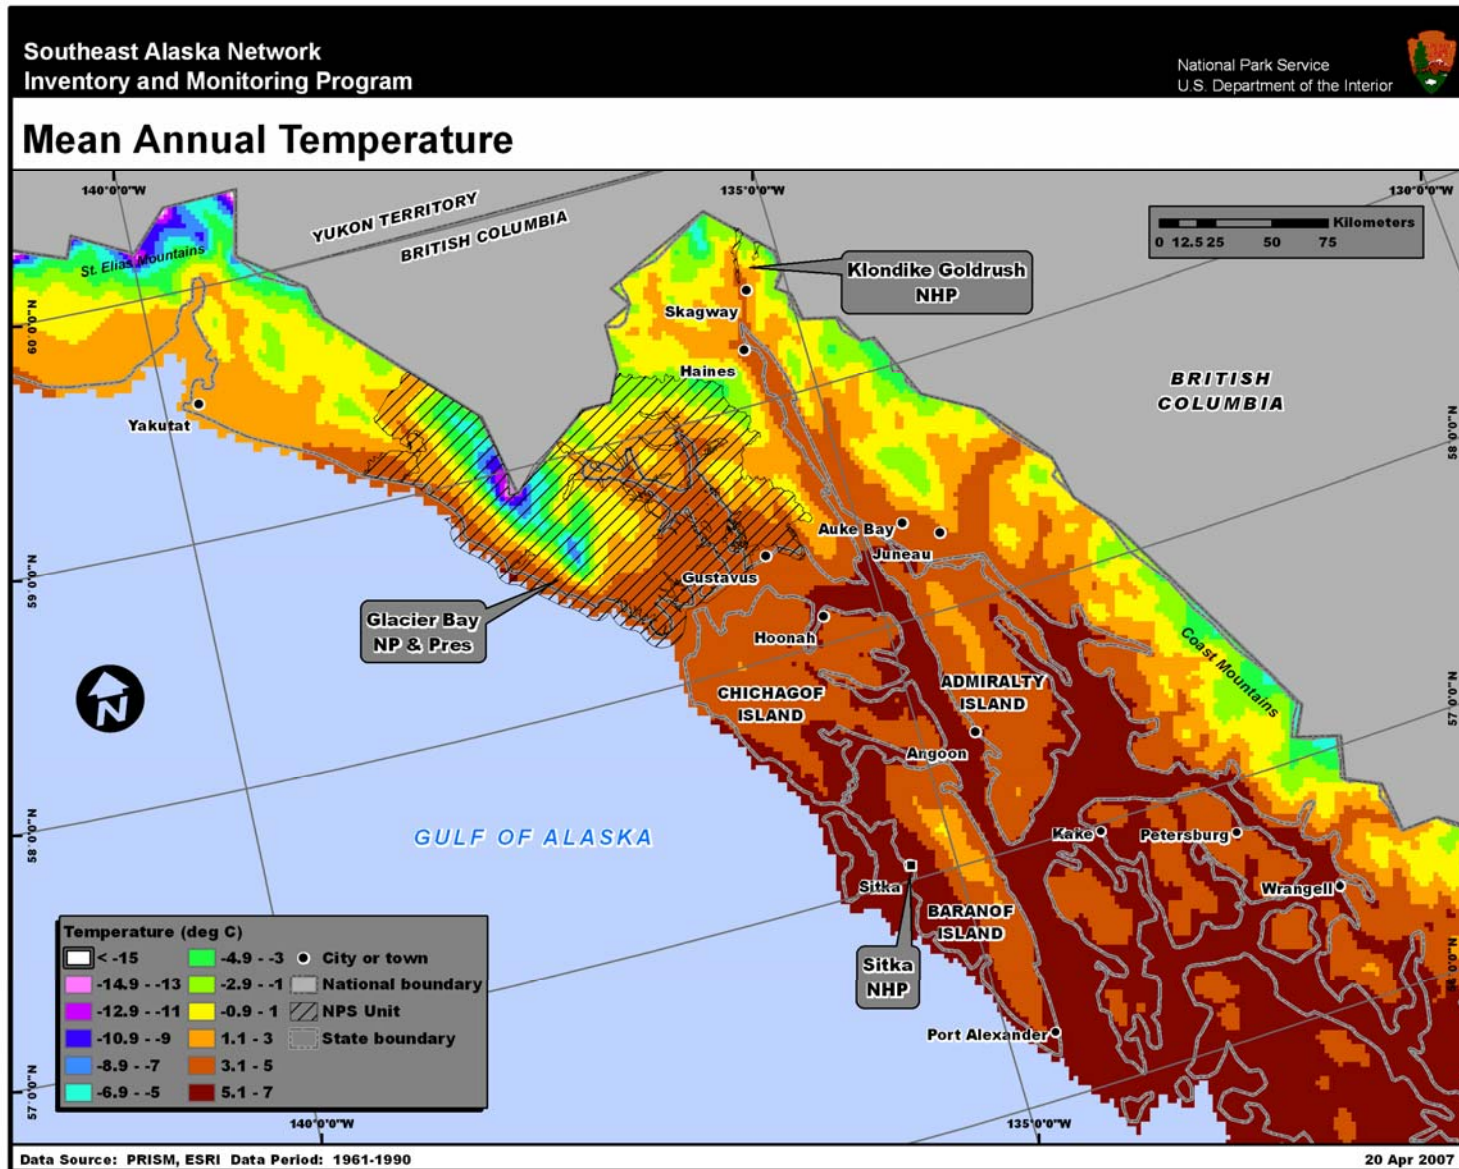 Southeast Alaska Network
Inventory and Monitoring Program
National Park Service
U.S. Department of the Interior
Mean Annual Temperature
140°0'0"W
135°0'0"W
130°0'0"W
YUKON TERRITORY
BRITISH COLUMBIA
Kilometers
0 12.5 25 50 75
St. Elias Mountains
Klondike Goldrush
NHP
Skagway
60°0'0"N
Haines
BRITISH
COLUMBIA
58°0'0"N
Yakutat
Auke Bay
Juneau
59°0'0"N
Gustavus
Glacier Bay
NP & Pres
Hoonah
Coast Mountains
57°0'0"N
N
CHICHAGOF
ISLAND
ADMIRALTY
ISLAND
Angoon
58°0'0"N
GULF OF ALASKA
Kake
Petersburg
Wrangell
Sitka
BARANOF
ISLAND
56°0'0"N
Sitka
NHP
Port Alexander
Temperature (deg C)
< -15
-14.9 - -13
-12.9 - -11
-10.9 - -9
-8.9 - -7
-6.9 - -5
-4.9 - -3
-2.9 - -1
-0.9 - 1
1.1 - 3
3.1 - 5
5.1 - 7
City or town
National boundary
NPS Unit
State boundary
57°0'0"N
140°0'0"W
135°0'0"W
Data Source: PRISM, ESRI Data Period: 1961-1990
20 Apr 2007